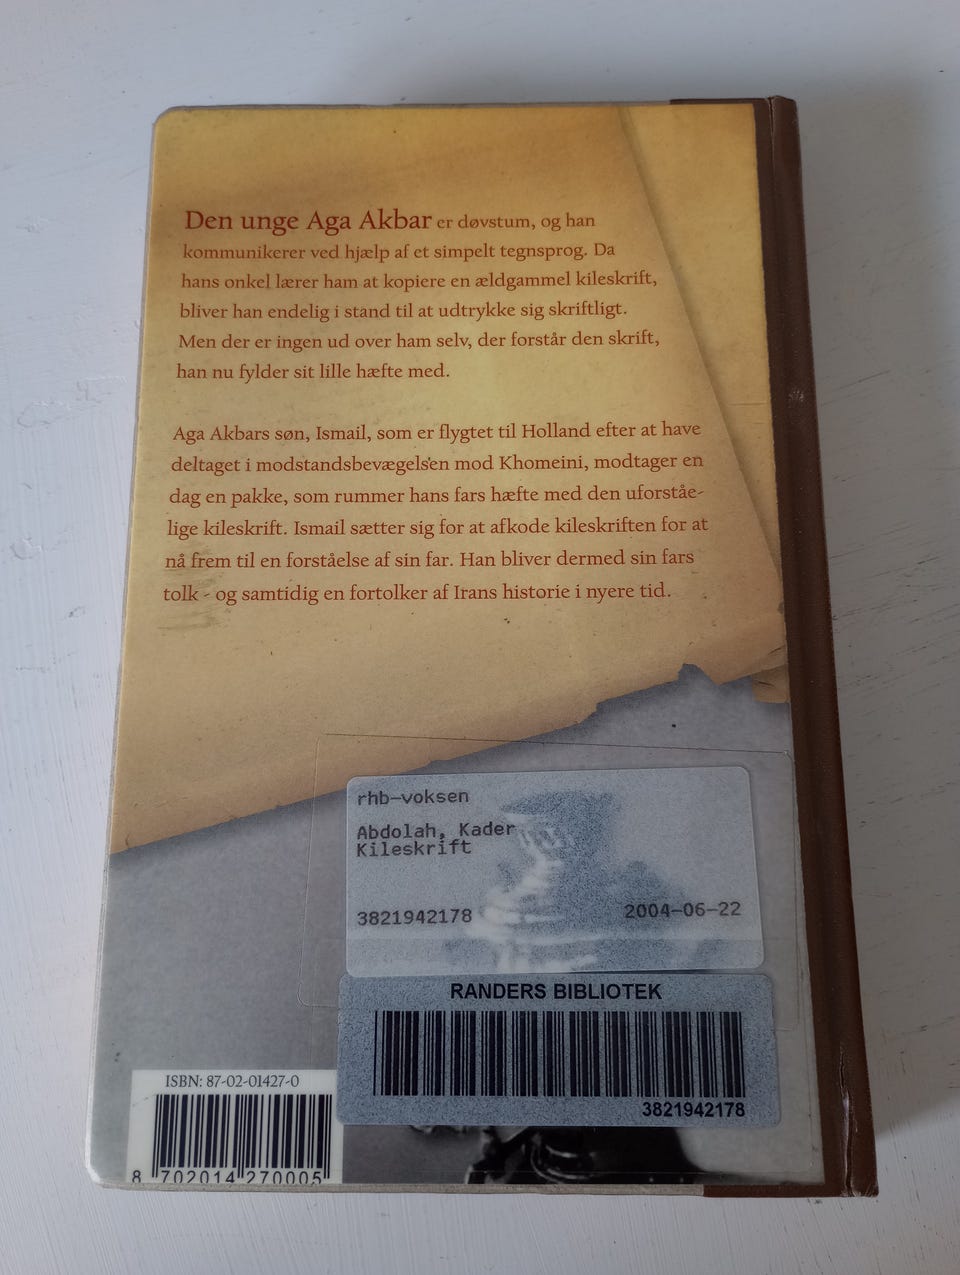 Den unge Aga Akbar er døvstum, og han
kommunikerer ved hjælp af et simpelt tegnsprog. Da
hans onkel lærer ham at kopiere en ældgammel kileskrift,
bliver han endelig i stand til at udtrykke sig skriftligt.
Men der er ingen ud over ham selv, der forstår den skrift,
han nu fylder sit lille hæfte med.
Aga Akbars søn, Ismail, som er flygtet til Holland efter at have
deltaget i modstandsbevægelsen mod Khomeini, modtager en
dag en pakke, som rummer hans fars hæfte med den uforståe-
lige kileskrift. Ismail sætter sig for at afkode kileskriften for at
nå frem til en forståelse af sin far. Han bliver dermed sin fars
tolk - og samtidig en fortolker af Irans historie i nyere tid.
rhb-voksen
Abdolah, Kader
Kileskrift
3821942178 2004-06-22
RANDERS BIBLIOTEK
3821942178
ISBN: 87-02-01427-0
8 702014 270005